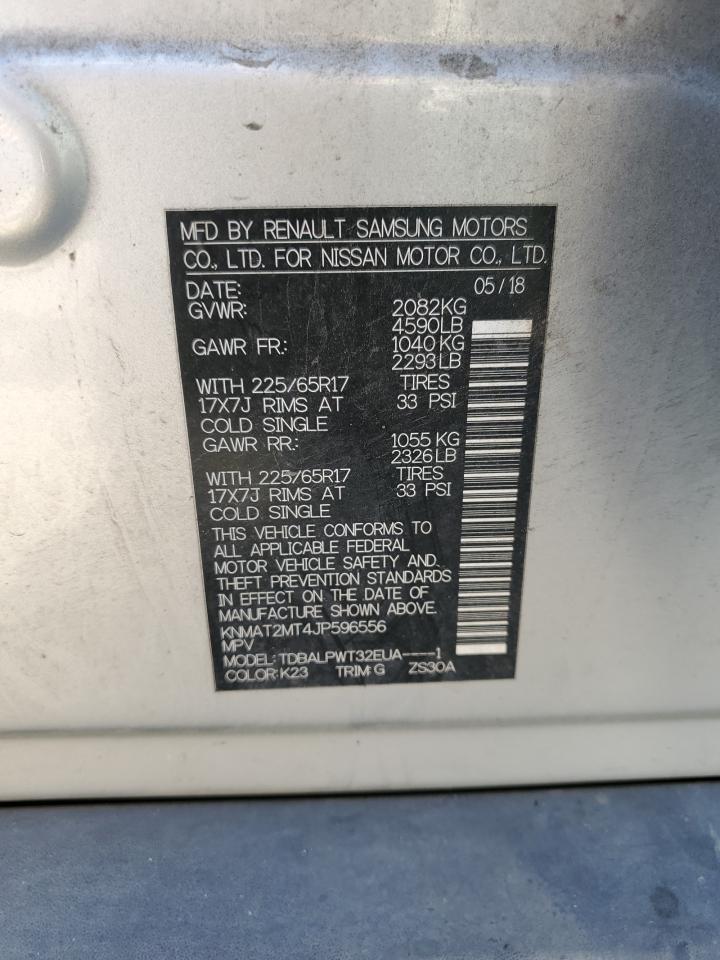 MFD BY RENAULT SAMSUNG MOTORS
CO., LTD. FOR NISSAN MOTOR CO., LTD.
DATE: 05/18
GVWR: 2082KG
4590LB
GAWR FR.: 1040 KG
2293LB
WITH 225/65R17 TIRES
17X7J RIMS AT 33 PSI
COLD SINGLE
GAWR RR.: 1055 KG
2326LB
WITH 225/65R17 TIRES
17X7J RIMS AT 33 PSI
COLD SINGLE
THIS VEHICLE CONFORMS TO
ALL APPLICABLE FEDERAL
MOTOR VEHICLE SAFETY AND
THEFT PREVENTION STANDARDS
IN EFFECT ON THE DATE OF
MANUFACTURE SHOWN ABOVE.
KNMAT2MT4JP596556
MPV
MODEL: TDBALPWT32EUA----1
COLOR: K23 TRIM: G ZS30A